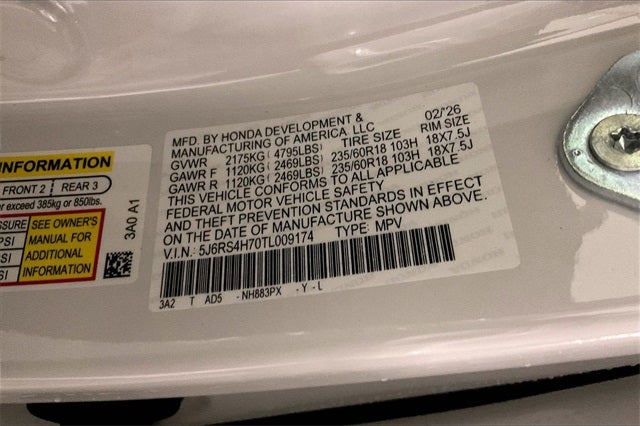 MFD. BY HONDA DEVELOPMENT & 02/'26
MANUFACTURING OF AMERICA, LLC TIRE SIZE RIM SIZE
GVWR 2175KG ( 4795LBS)
GAWR F 1120KG ( 2469LBS) 235/60R18 103H 18X7.5J
GAWR R 1120KG ( 2469LBS) 235/60R18 103H 18X7.5J
THIS VEHICLE CONFORMS TO ALL APPLICABLE
FEDERAL MOTOR VEHICLE SAFETY
AND THEFT PREVENTION STANDARDS IN EFFECT
ON THE DATE OF MANUFACTURE SHOWN ABOVE.
V.I.N.: 5J6RS4H70TL009174 TYPE: MPV
3A2 T AD5 -NH883PX -Y-L
INFORMATION
FRONT 2 REAR 3
exceed 385kg or 850lbs.
SEE OWNER'S
MANUAL FOR
ADDITIONAL
INFORMATION
PSI
3A0 A1